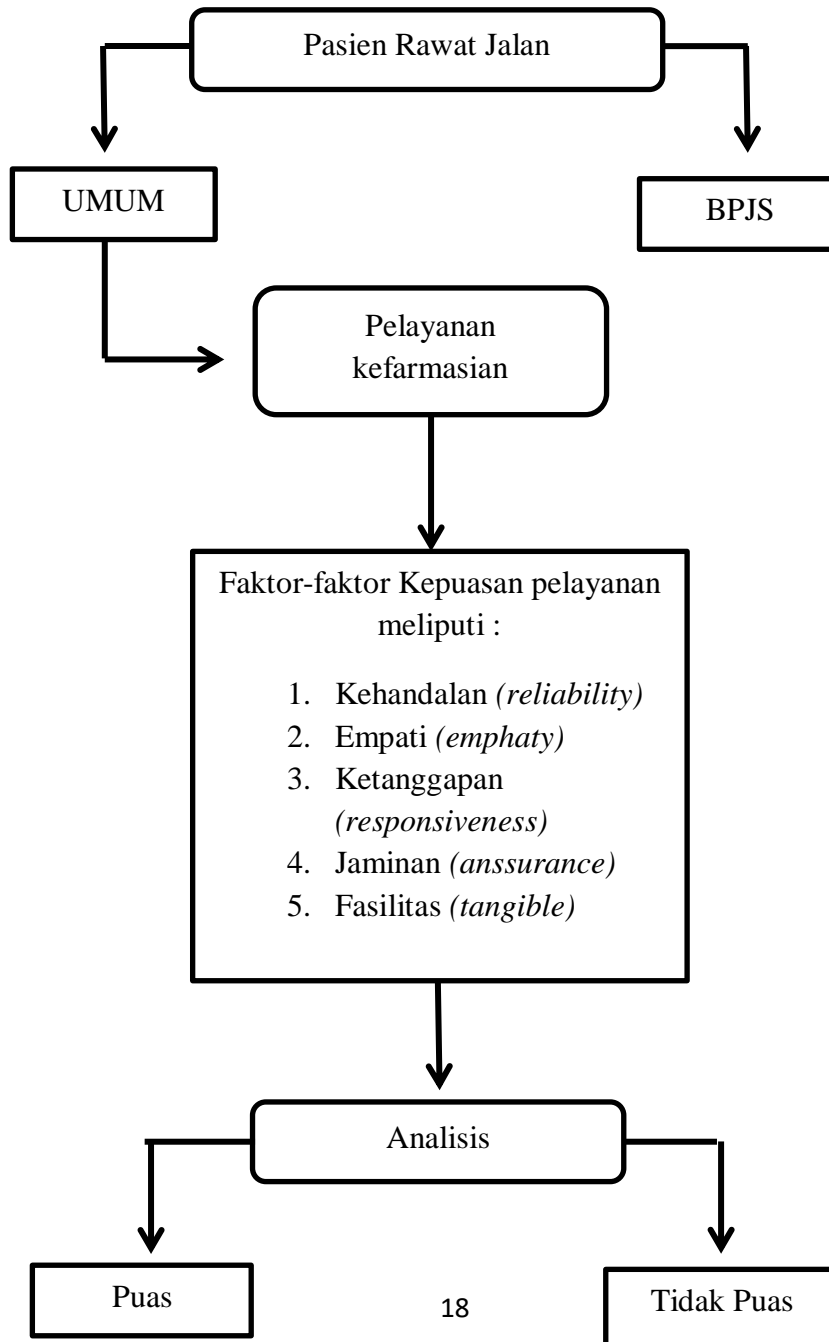 Pasien Rawat Jalan
UMUM
BPJS
Pelayanan
kefarmasian
Faktor-faktor Kepuasan pelayanan
meliputi :
1. Kehandalan (reliability)
2. Empati (emphaty)
3. Ketanggapan
(responsiveness)
4. Jaminan (anssurance)
5. Fasilitas (tangible)
Analisis
Puas
Tidak Puas
18